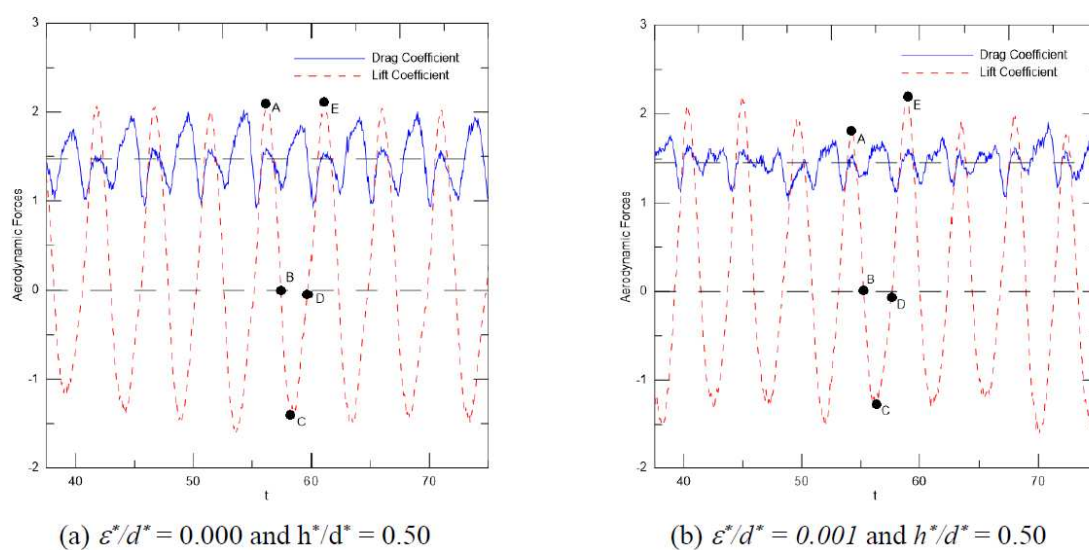 3
2
1
0
-1
-2
Aerodynamic Forces
40
50
60
70
t
Drag Coefficient
Lift Coefficient
A
B
C
D
E
(a) ε*/d* = 0.000 and h*/d* = 0.50
3
2
1
0
-1
-2
Aerodynamic Forces
40
50
60
70
t
Drag Coefficient
Lift Coefficient
A
B
C
D
E
(b) ε*/d* = 0.001 and h*/d* = 0.50